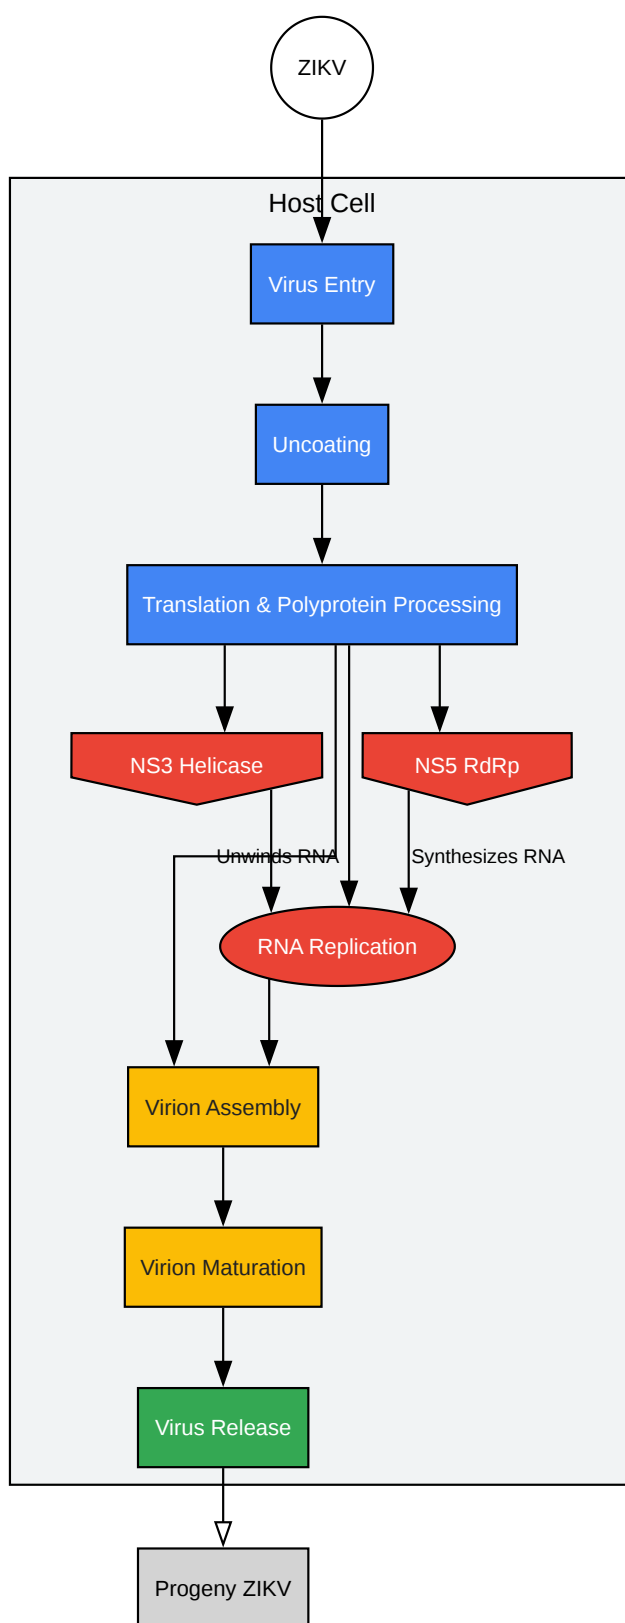 ZIKV
Host Cell
Virus Entry
Uncoating
Translation & Polyprotein Processing
NS3 Helicase
NS5 RdRp
Unwinds RNA
Synthesizes RNA
RNA Replication
Virion Assembly
Virion Maturation
Virus Release
Progeny ZIKV